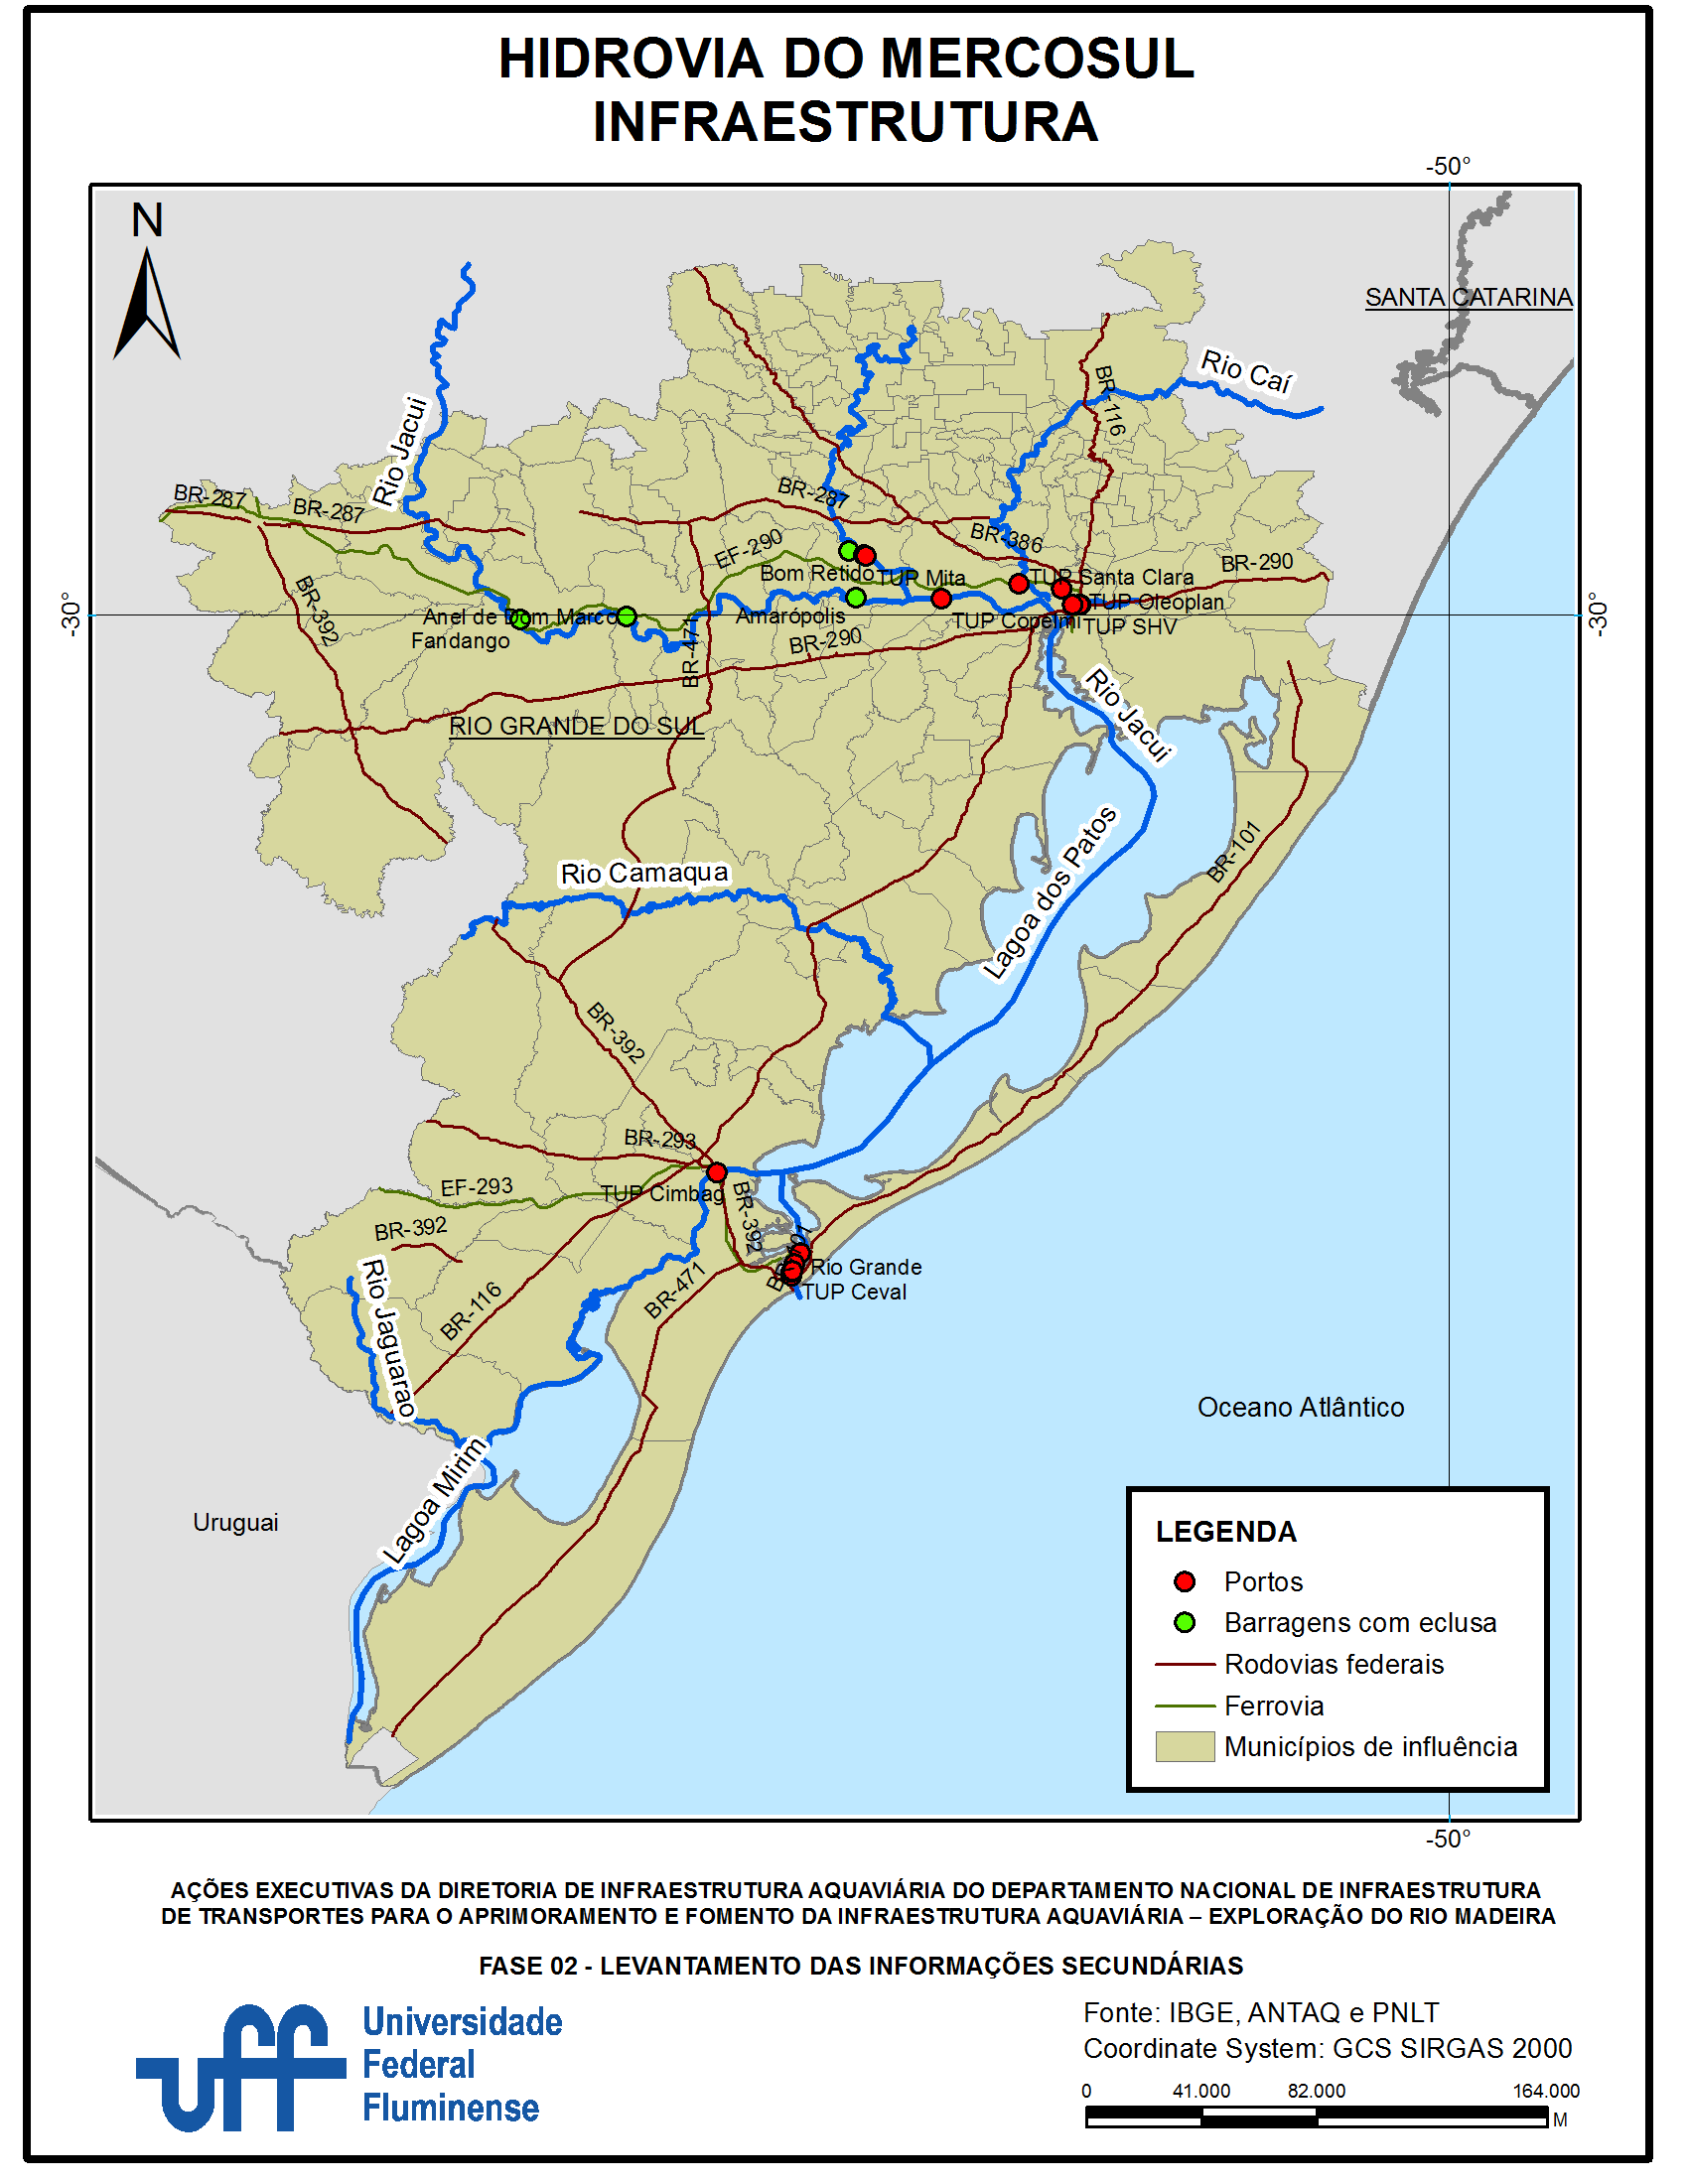 HIDROVIA DO MERCOSUL
INFRAESTRUTURA
-50°
N
SANTA CATARINA
Rio Caí
BR-116
Rio Jacui
BR-287
BR-287
BR-287
BR-386
EF-290
BR-290
Bom Retido
TUP Mita
TUP Santa Clara
BR-392
-30°
-30°
Anel de Dom Marco
Amarópolis
TUP Oleoplan
TUP Copelmi
TUP SHV
Fandango
BR-471
BR-290
Rio Jacui
RIO GRANDE DO SUL
Lagoa dos Patos
BR-101
Rio Camaqua
BR-392
BR-293
EF-293
TUP Cimbag
BR-392
BR-392
Rio Grande
TUP Ceval
BR-471
BR-116
Rio Jaguarao
Oceano Atlântico
Lagoa Mirim
Uruguai
LEGENDA
Portos
Barragens com eclusa
Rodovias federais
Ferrovia
Municípios de influência
-50°
AÇÕES EXECUTIVAS DA DIRETORIA DE INFRAESTRUTURA AQUAVIÁRIA DO DEPARTAMENTO NACIONAL DE INFRAESTRUTURA
DE TRANSPORTES PARA O APRIMORAMENTO E FOMENTO DA INFRAESTRUTURA AQUAVIÁRIA – EXPLORAÇÃO DO RIO MADEIRA
FASE 02 - LEVANTAMENTO DAS INFORMAÇÕES SECUNDÁRIAS
uff
Universidade
Federal
Fluminense
Fonte: IBGE, ANTAQ e PNLT
Coordinate System: GCS SIRGAS 2000
0 41.000 82.000 164.000
M